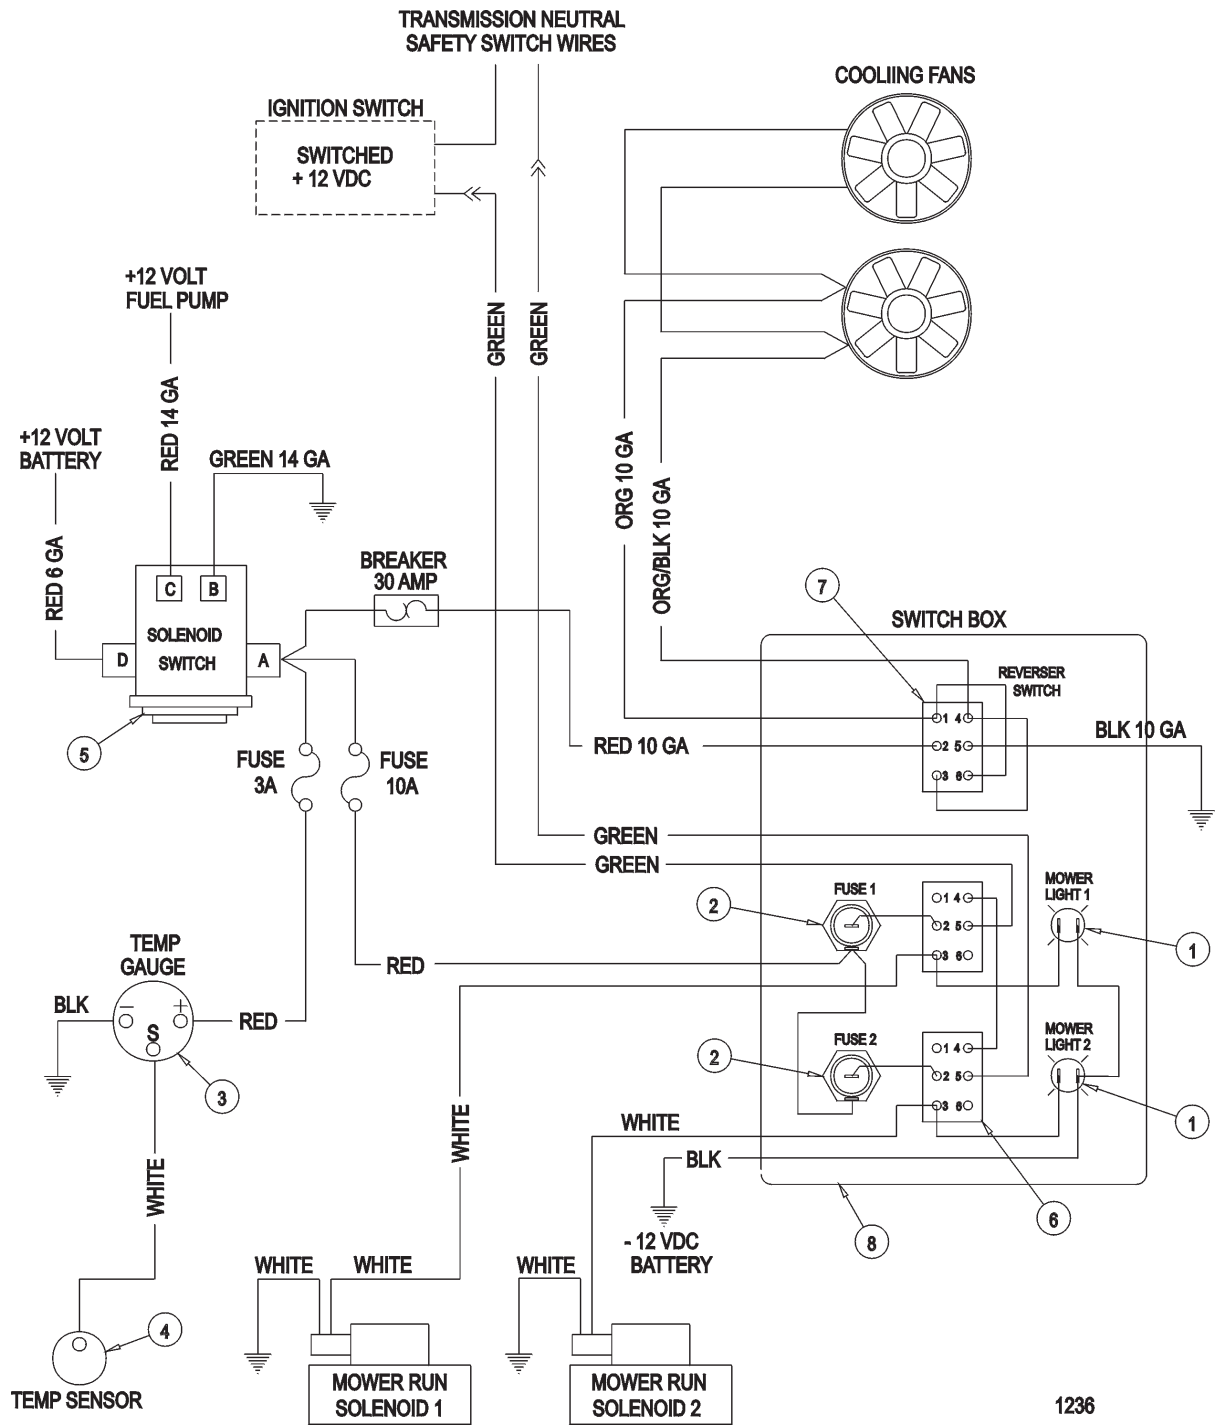 TRANSMISSION NEUTRAL
SAFETY SWITCH WIRES
COOLIING FANS
IGNITION SWITCH
SWITCHED
+ 12 VDC
+12 VOLT
FUEL PUMP
GREEN
GREEN
RED 14 GA
+12 VOLT
BATTERY
GREEN 14 GA
ORG 10 GA
ORG/BLK 10 GA
RED 6 GA
BREAKER
30 AMP
C
B
SOLENOID
SWITCH
D
A
7
SWITCH BOX
REVERSER
SWITCH
1 4
2 5
3 6
BLK 10 GA
RED 10 GA
5
FUSE
3A
FUSE
10A
GREEN
GREEN
FUSE 1
2
1 4
2 5
3 6
MOWER
LIGHT 1
1
TEMP
GAUGE
RED
BLK
–
+
S
RED
3
FUSE 2
2
1 4
2 5
3 6
MOWER
LIGHT 2
1
WHITE
WHITE
WHITE
BLK
6
8
- 12 VDC
BATTERY
WHITE
WHITE
WHITE
4
TEMP SENSOR
MOWER RUN
SOLENOID 1
MOWER RUN
SOLENOID 2
1236